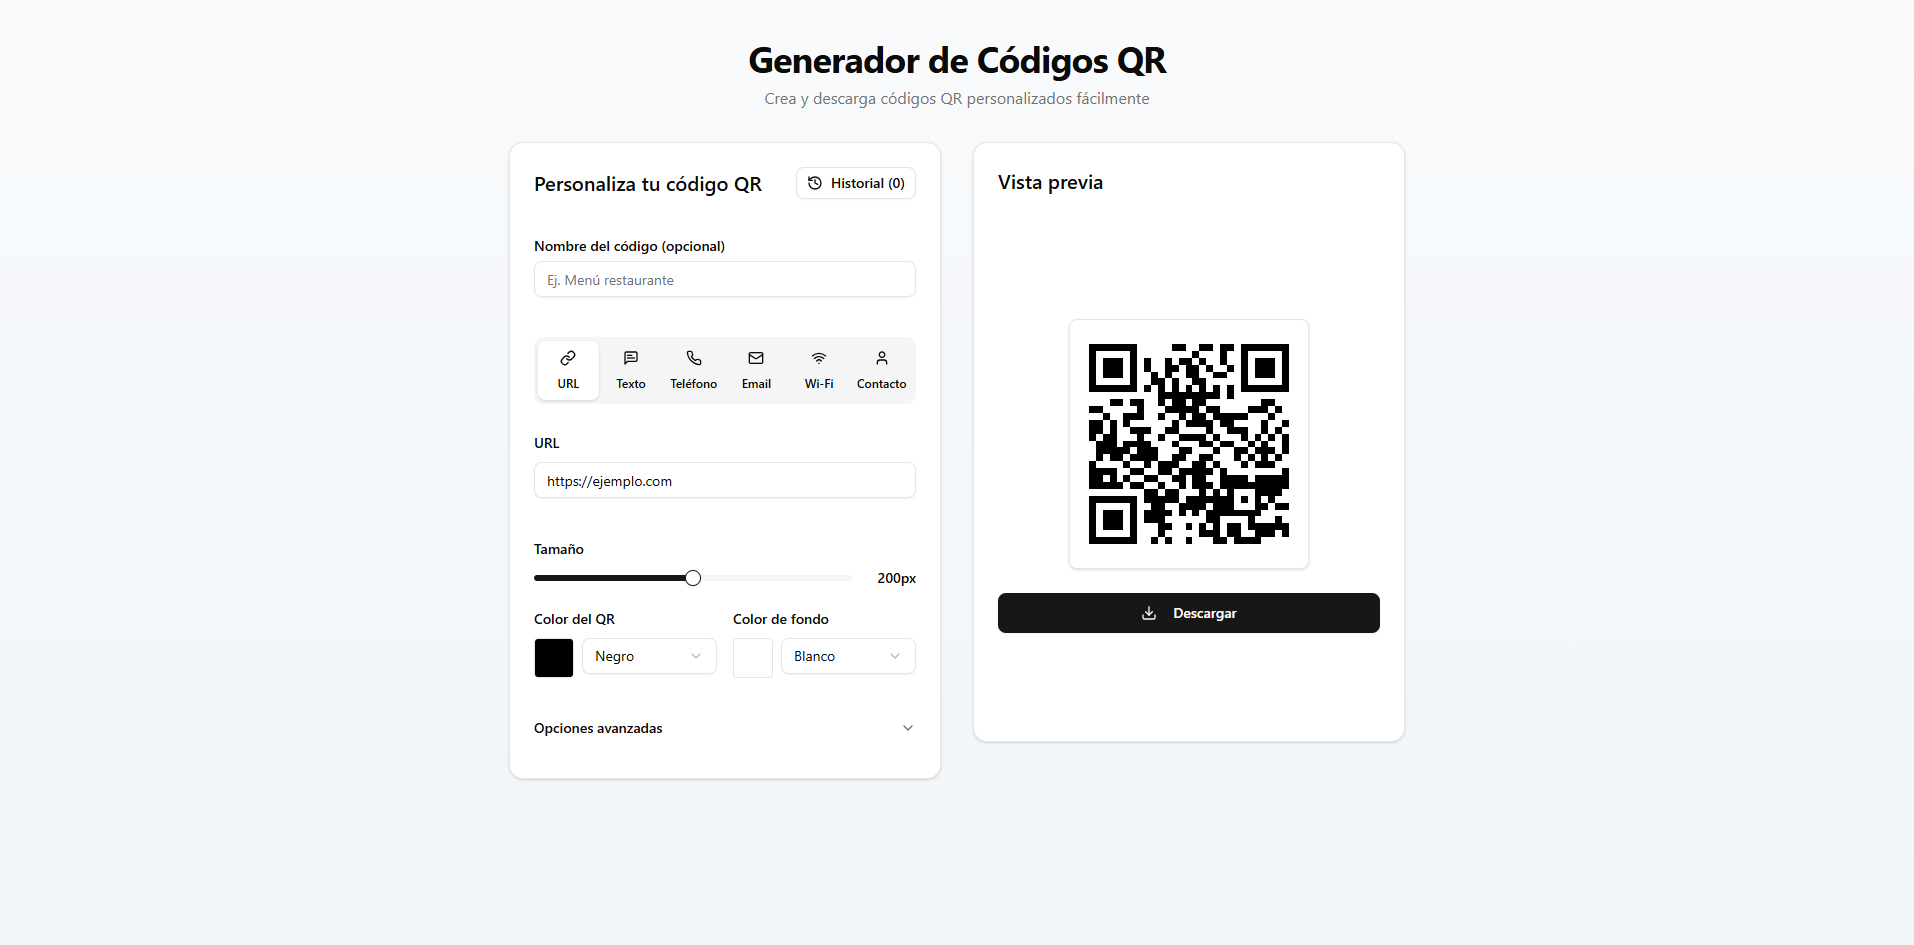 Generador de Códigos QR
Crea y descarga códigos QR personalizados fácilmente
Personaliza tu código QR
Historial (0)
Nombre del código (opcional)
Ej. Menú restaurante
URL
Texto
Teléfono
Email
Wi-Fi
Contacto
URL
https://ejemplo.com
Tamaño
200px
Color del QR
Color de fondo
Negro
Blanco
Opciones avanzadas
Vista previa
Descargar